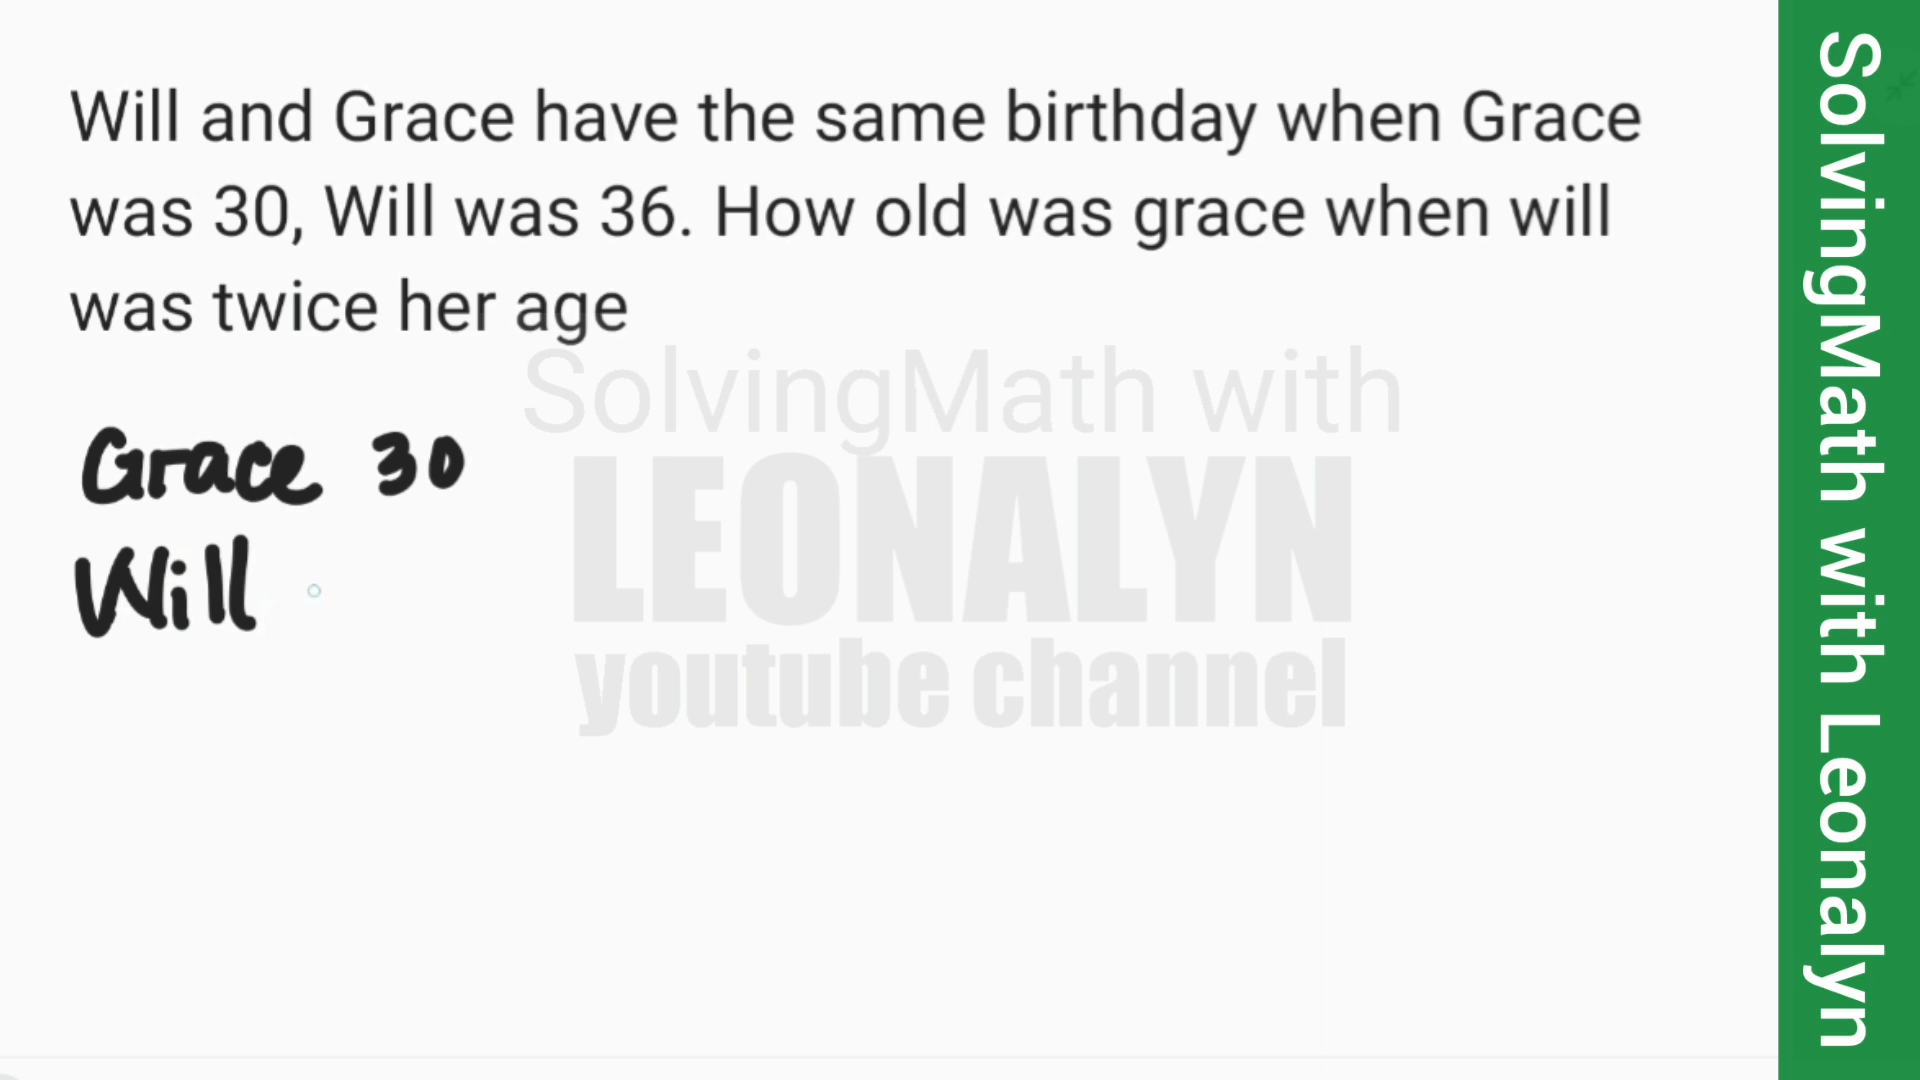 Will and Grace have the same birthday when Grace
was 30, Will was 36. How old was grace when will
was twice her age
SolvingMath with
LEONALYN
youtube channel
Grace 30
Will
SolvingMath with Leonalyn